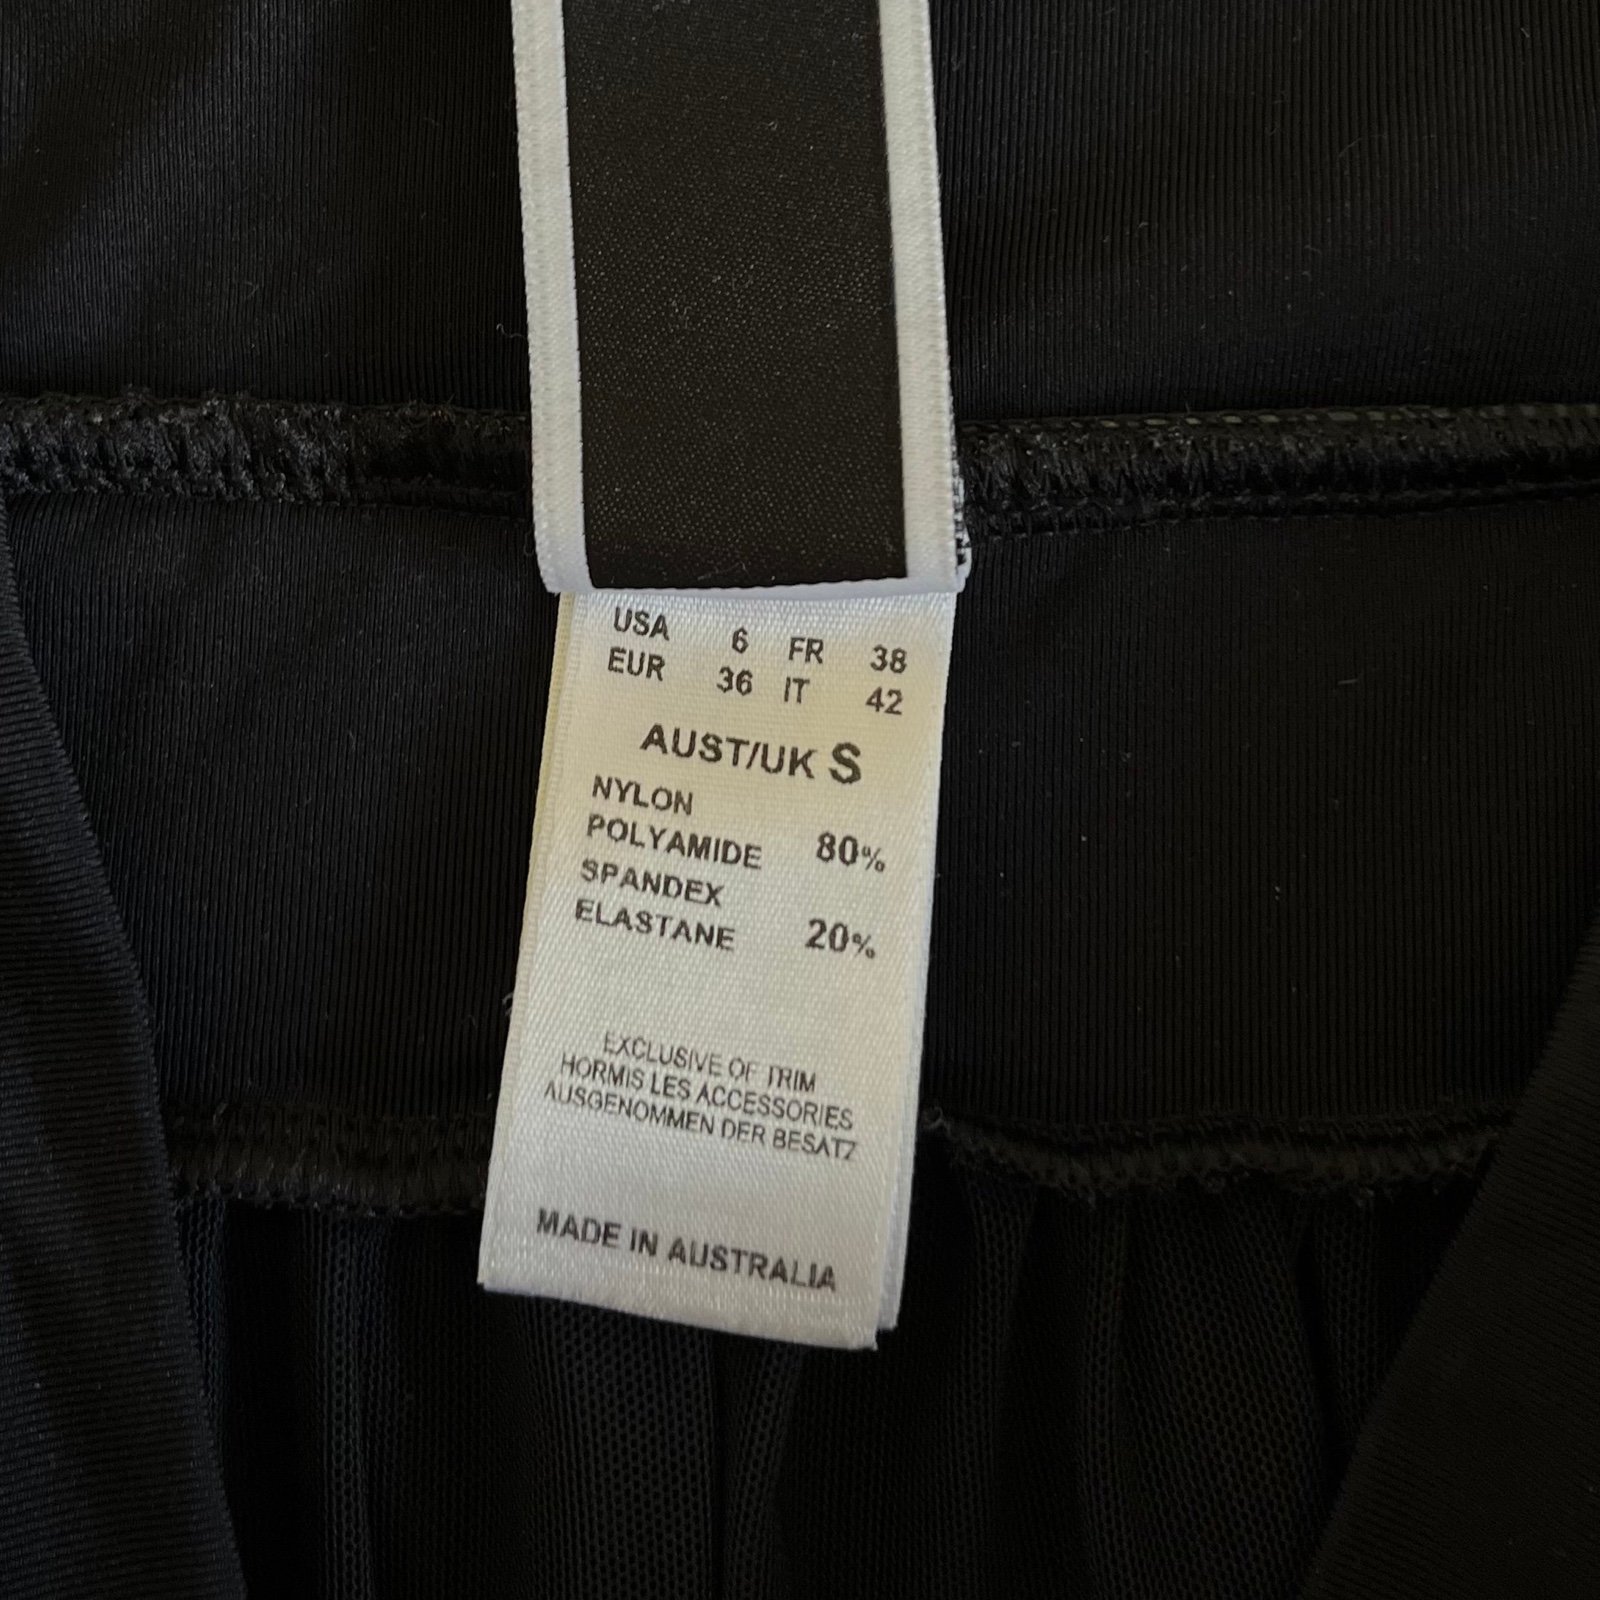 USA 6 FR 38
EUR 36 IT 42
AUST/UK S
NYLON
POLYAMIDE 80%
SPANDEX
ELASTANE 20%
EXCLUSIVE OF TRIM
HORMIS LES ACCESSORIES
AUSGENOMMEN DER BESATZ
MADE IN AUSTRALIA